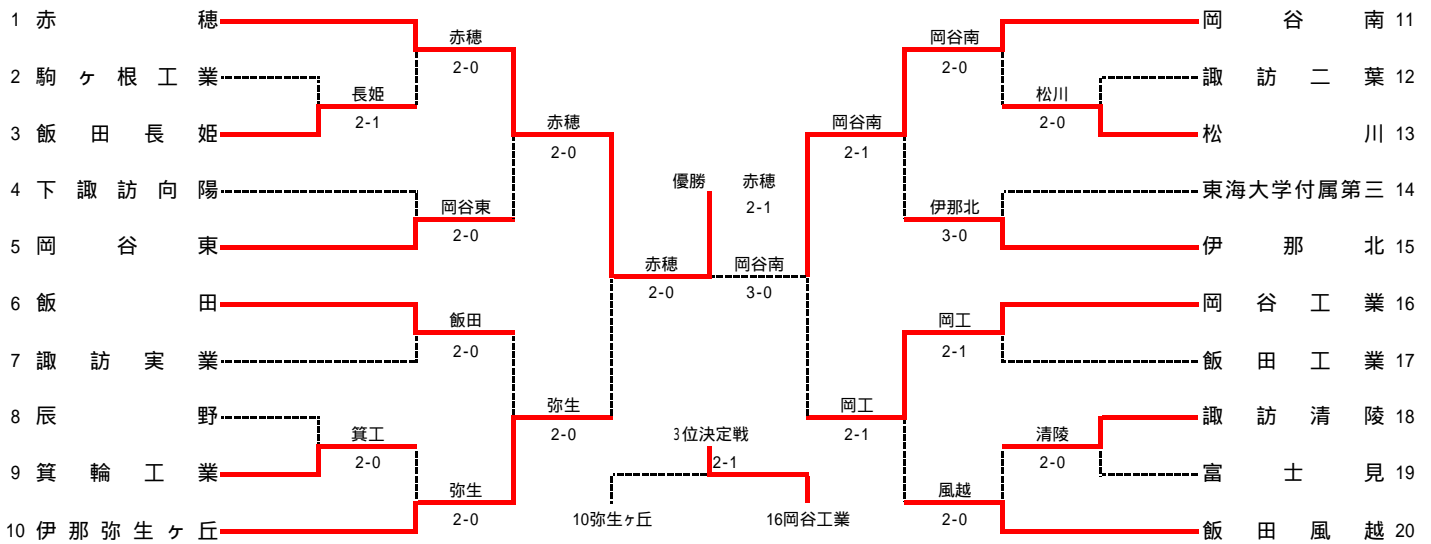 1 赤穂
赤穂
2-0
2 駒ヶ根工業
長姫
2-1
3 飯田長姫
赤穂
2-0
4 下諏訪向陽
岡谷東
2-0
5 岡谷東
赤穂
2-0
6 飯田
飯田
2-0
7 諏訪実業
8 辰野
弥生
2-0
箕工
2-0
9 箕輪工業
弥生
2-0
10 伊那弥生ヶ丘
優勝 赤穂
2-1
3位決定戦
2-1
10弥生ヶ丘
16岡谷工業
岡谷南 11
岡谷南
2-0
諏訪二葉 12
松川
2-0
松川 13
岡谷南
2-1
東海大学付属第三 14
伊那北
3-0
伊那北 15
岡谷南
3-0
岡谷工業 16
岡工
2-1
飯田工業 17
岡工
2-1
諏訪清陵 18
清陵
2-0
富士見 19
風越
2-0
飯田風越 20